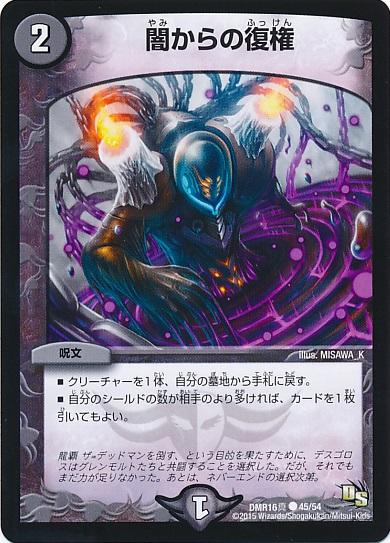 2
やみ ふっけん
闇からの復権
Illus. MISAWA_K
呪文
■クリーチャーを1体、自分の墓地から手札に戻す。
■自分のシールドの数が相手のより多ければ、カードを1枚
引いてもよい。
龍覇 ザ=デッドマンを倒す、という目的を果たすために、デスゴロ
スはグレンモルトたちと共闘することを選択した。だが、それでも
まだ力が足りなかった。あとは、ネバーエンドの選択次第。
1
DMR16真 ●45/54
DS
©2015 Wizards/Shogakukan/Mitsui-Kids